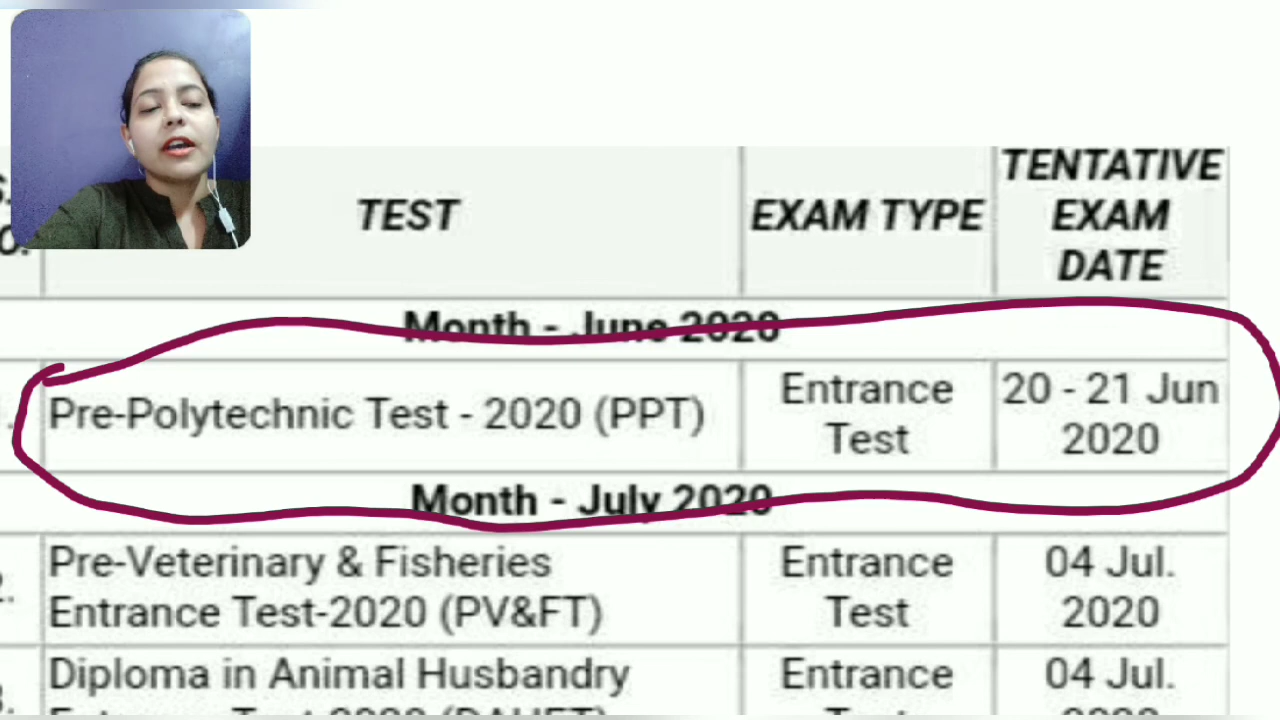 TENTATIVE
TEST EXAM TYPE EXAM
DATE
Month - June 2020
Pre-Polytechnic Test - 2020 (PPT) Entrance Test 20 - 21 Jun 2020
Month - July 2020
Pre-Veterinary & Fisheries Entrance 04 Jul.
Entrance Test-2020 (PV&FT) Test 2020
Diploma in Animal Husbandry Entrance 04 Jul.